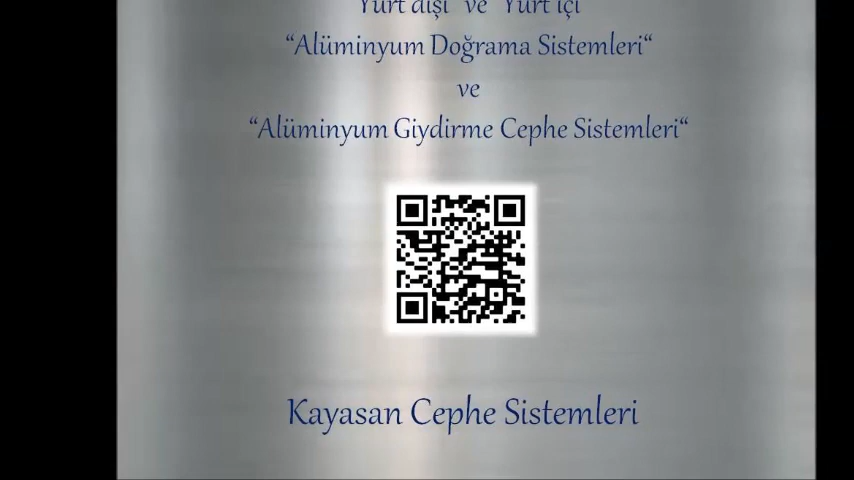 Yurt dışı" ve "Yurt içi
“Alüminyum Doğrama Sistemleri“
ve
“Alüminyum Giydirme Cephe Sistemleri“
Kayasan Cephe Sistemleri